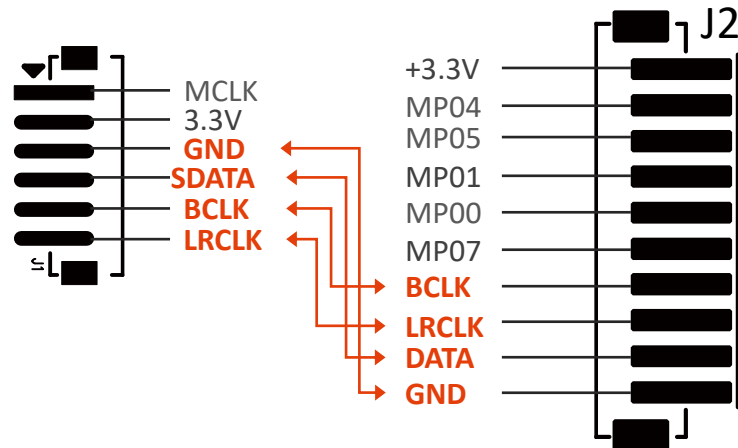 J2
MCLK
3.3V
GND
SDATA
BCLK
LRCLK
J1
+3.3V
MP04
MP05
MP01
MP00
MP07
BCLK
LRCLK
DATA
GND